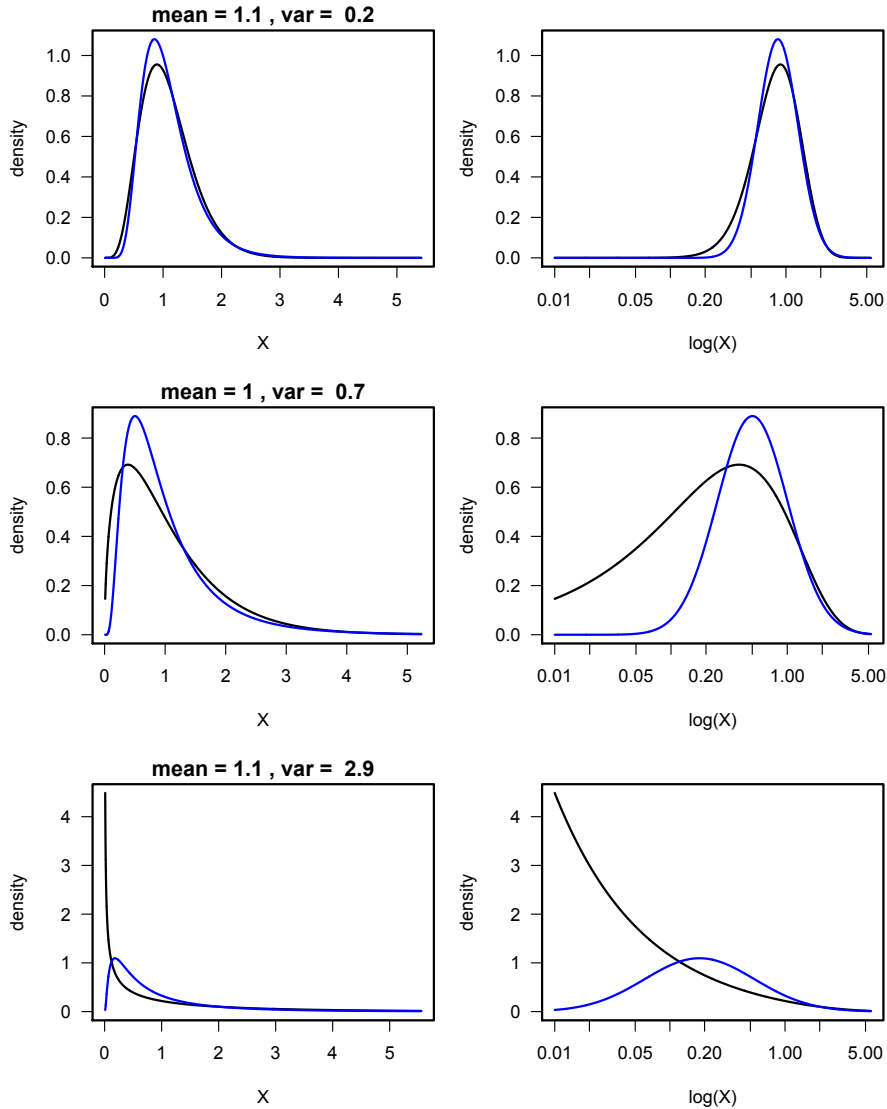 mean = 1.1 , var =  0.2
density
0.0 0.2 0.4 0.6 0.8 1.0
0 1 2 3 4 5
X
density
0.0 0.2 0.4 0.6 0.8 1.0
0.01 0.05 0.20 1.00 5.00
log(X)
mean = 1 , var =  0.7
density
0.0 0.2 0.4 0.6 0.8
0 1 2 3 4 5
X
density
0.0 0.2 0.4 0.6 0.8
0.01 0.05 0.20 1.00 5.00
log(X)
mean = 1.1 , var =  2.9
density
0 1 2 3 4
0 1 2 3 4 5
X
density
0 1 2 3 4
0.01 0.05 0.20 1.00 5.00
log(X)